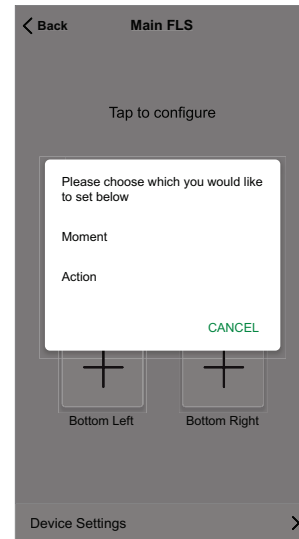 Back
Main FLS
Tap to configure
Please choose which you would like
to set below
Moment
Action
CANCEL
Bottom Left
Bottom Right
Device Settings